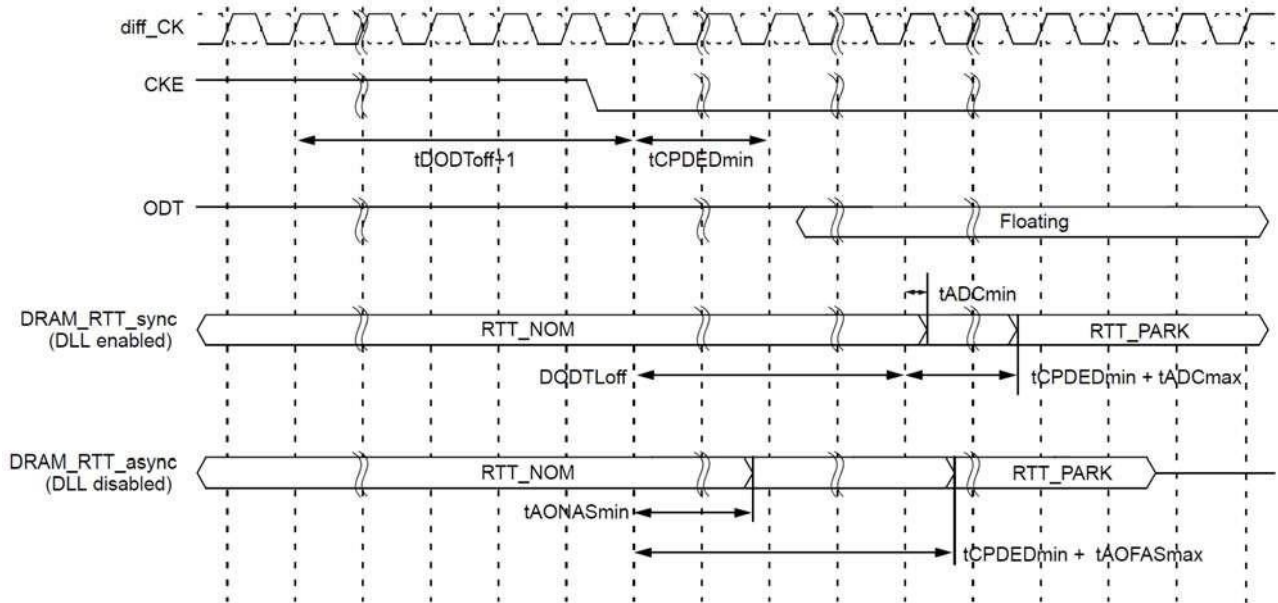 diff_CK
CKE
tDODToff-1
tCPDEDmin
ODT
Floating
tADCmin
DRAM_RTT_sync
(DLL enabled)
RTT_NOM
RTT_PARK
DODTLoff
tCPDEDmin + tADCmax
DRAM_RTT_async
(DLL disabled)
RTT_NOM
RTT_PARK
tAONASmin
tCPDEDmin + tAOFASmax